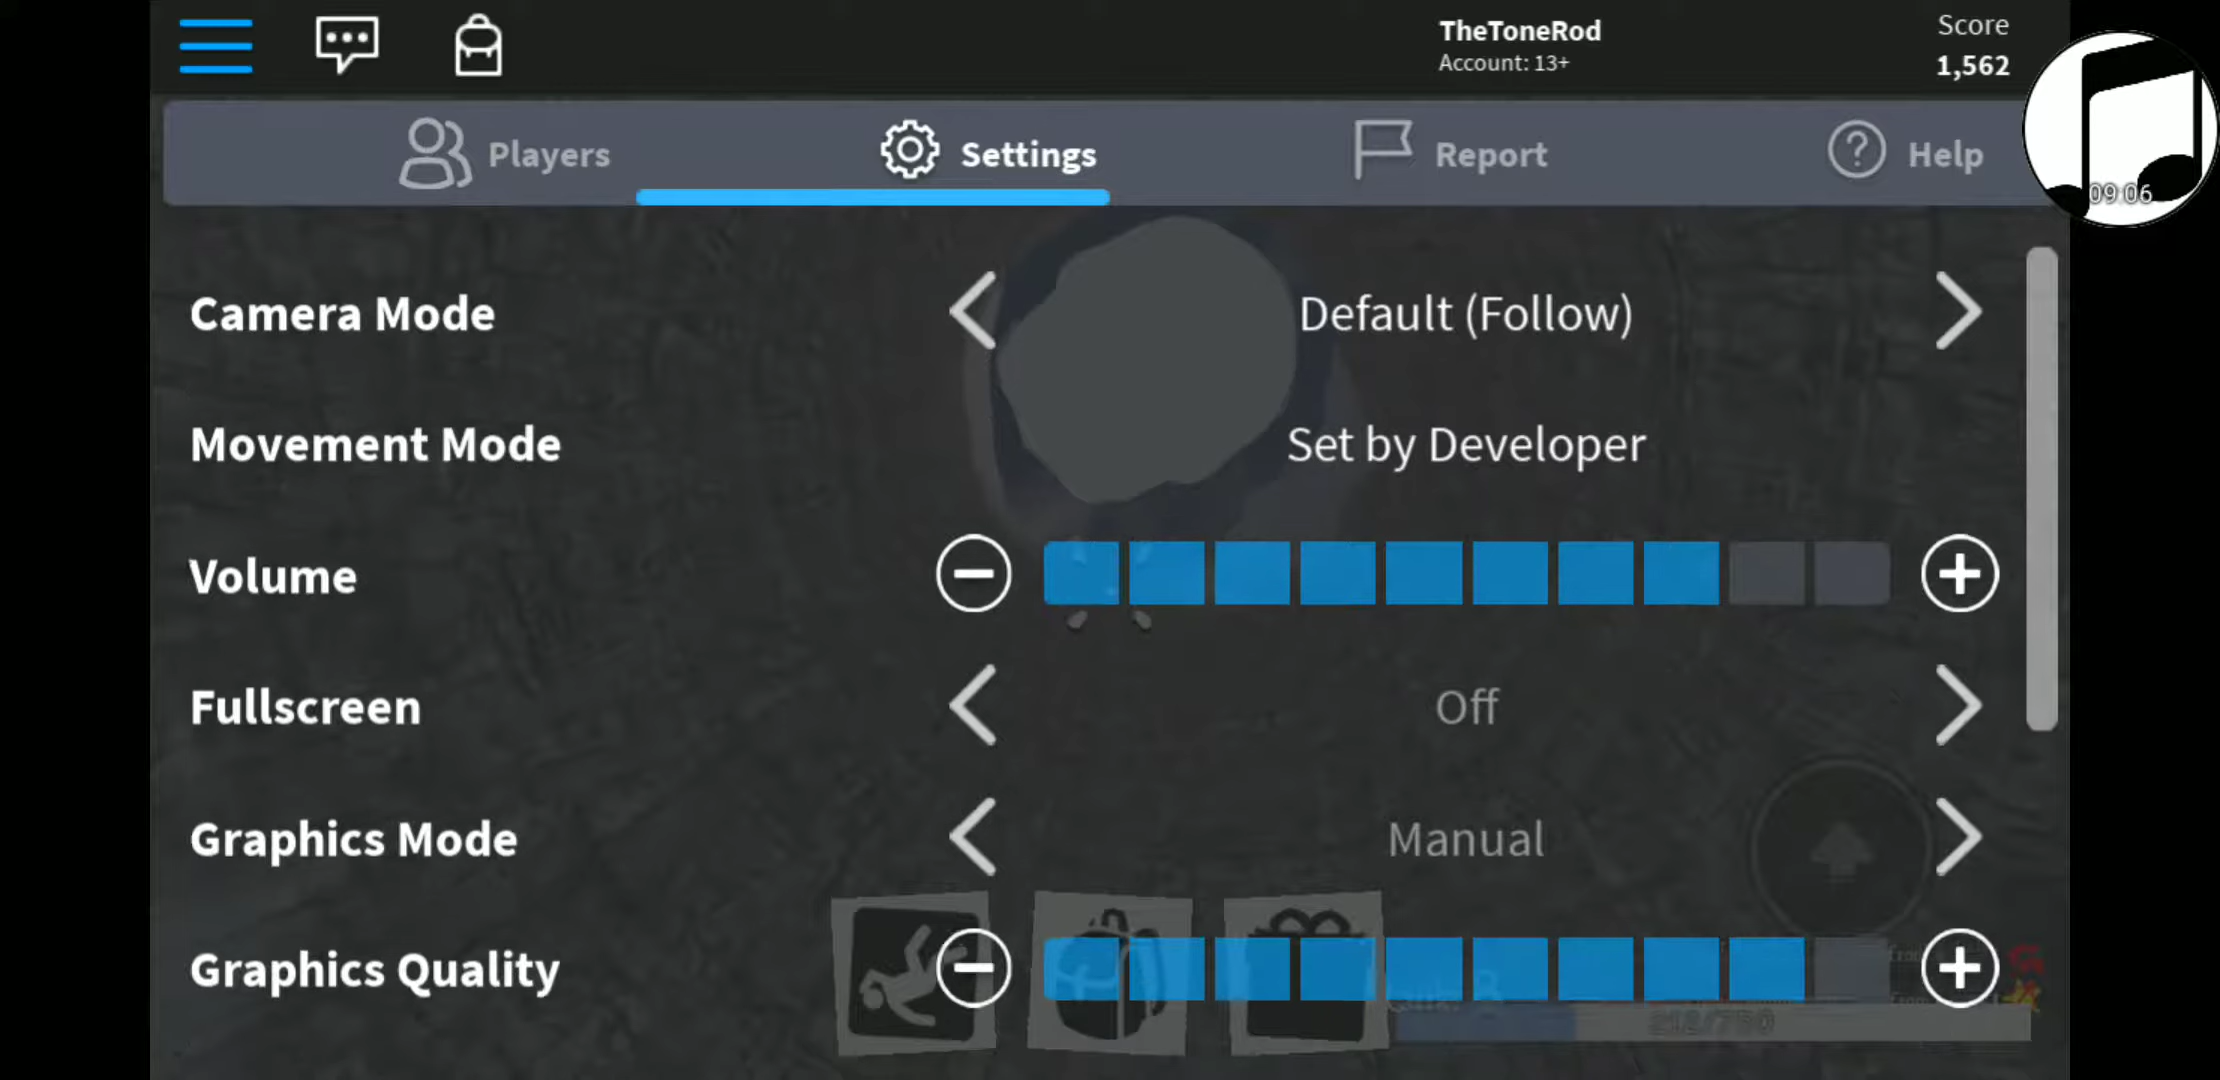 TheToneRod
Account: 13+
Score
1,562
09:06
Players
Settings
Report
Help
Camera Mode
Default (Follow)
Movement Mode
Set by Developer
Volume
Fullscreen
Off
Graphics Mode
Manual
Graphics Quality